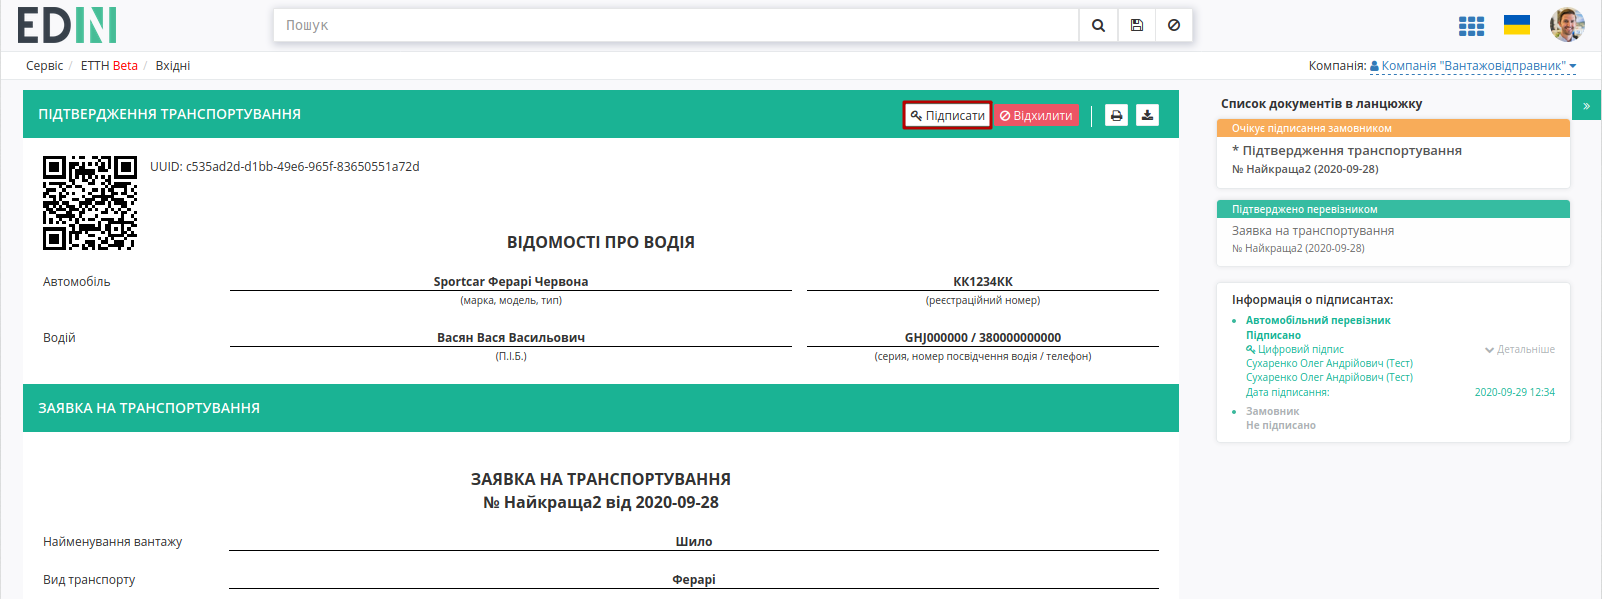 EDIN
Пошук
Сервіс / ЕТТН Beta / Вхідні
Компанія: Компанія "Вантажовідправник"
ПІДТВЕРДЖЕННЯ ТРАНСПОРТУВАННЯ
Підписати
Відхилити
UUID: c535ad2d-d1bb-49e6-965f-83650551a72d
ВІДОМОСТІ ПРО ВОДІЯ
Автомобіль
Sportcar Ферарі Червона
КК1234КК
(марка, модель, тип)
(реєстраційний номер)
Водій
Васян Вася Васильович
GHJ000000 / 380000000000
(П.І.Б.)
(серия, номер посвідчення водія / телефон)
ЗАЯВКА НА ТРАНСПОРТУВАННЯ
ЗАЯВКА НА ТРАНСПОРТУВАННЯ
№ Найкраща2 від 2020-09-28
Найменування вантажу
Шило
Вид транспорту
Ферарі
»
Список документів в ланцюжку
Очікує підписання замовником
* Підтвердження транспортування
№ Найкраща2 (2020-09-28)
Підтверджено перевізником
Заявка на транспортування
№ Найкраща2 (2020-09-28)
Інформація о підписантах:
Автомобільний перевізник
Підписано
Цифровий підпис
Детальніше
Сухаренко Олег Андрійович (Тест)
Сухаренко Олег Андрійович (Тест)
Дата підписання: 2020-09-29 12:34
Замовник
Не підписано